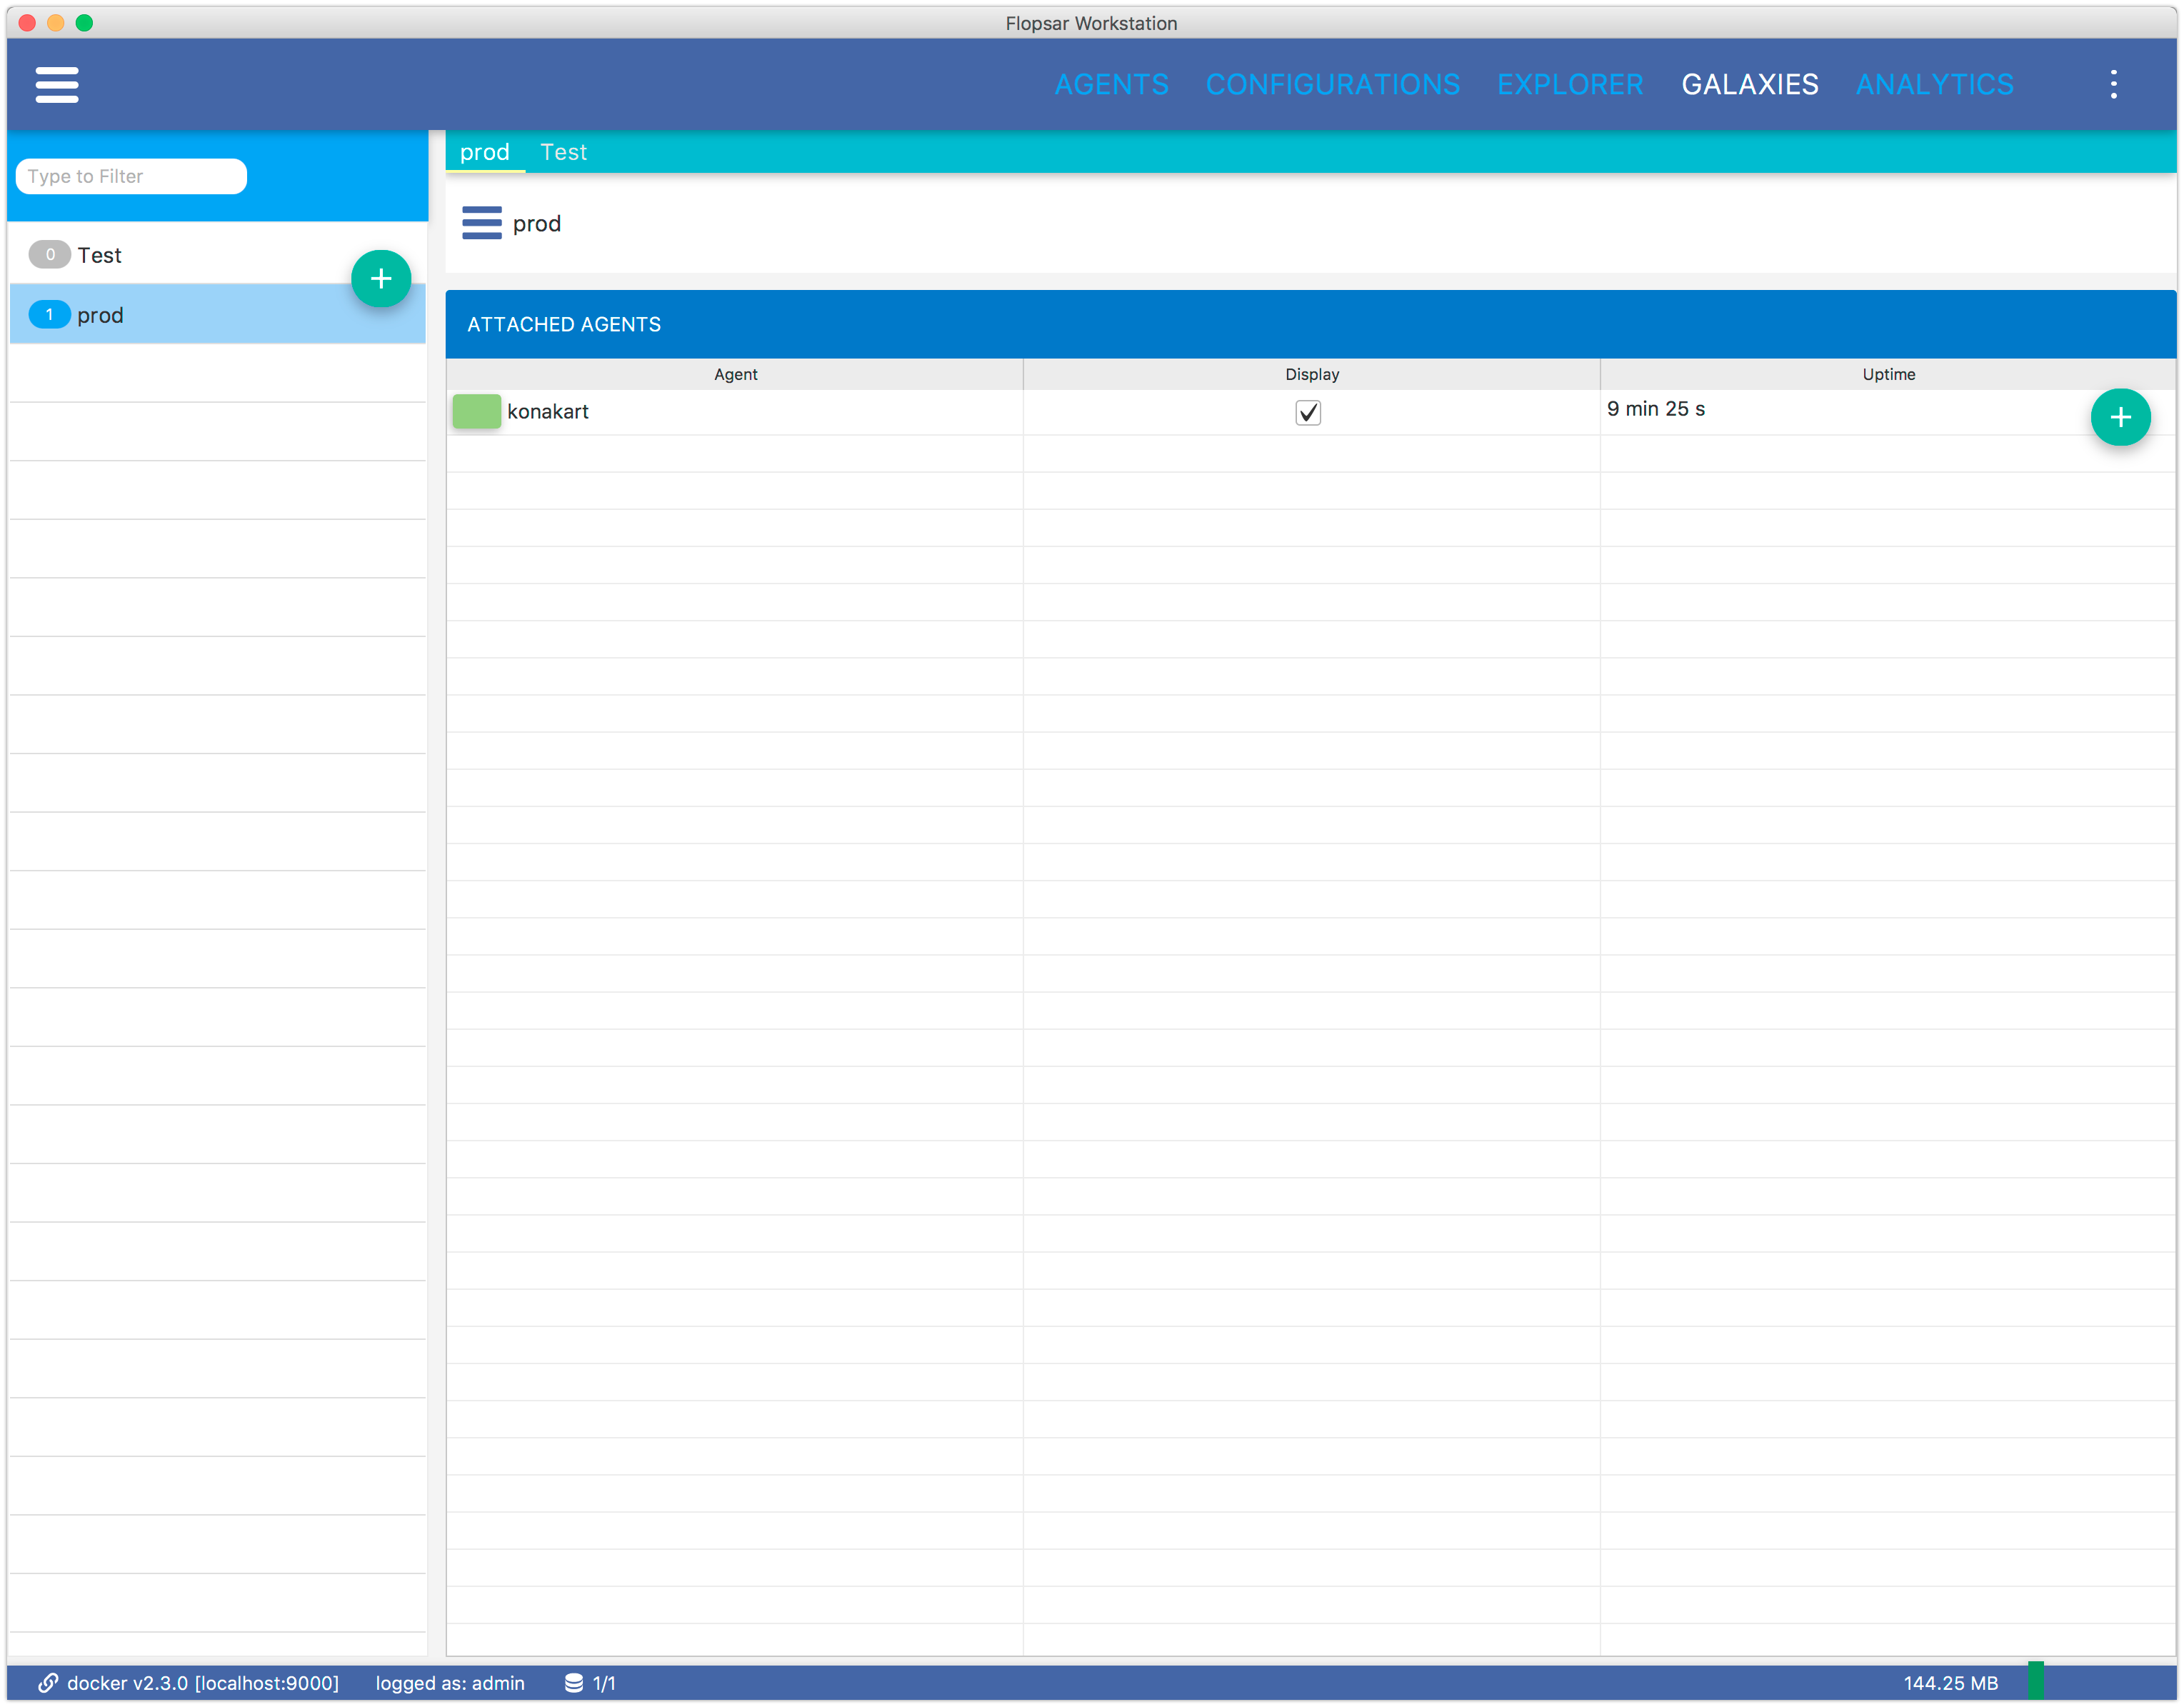 Flopsar Workstation
AGENTS CONFIGURATIONS EXPLORER GALAXIES ANALYTICS
Type to Filter
0 Test
1 prod
prod Test
prod
ATTACHED AGENTS
Agent Display Uptime
konakart 9 min 25 s
docker v2.3.0 [localhost:9000] logged as: admin 1/1 144.25 MB